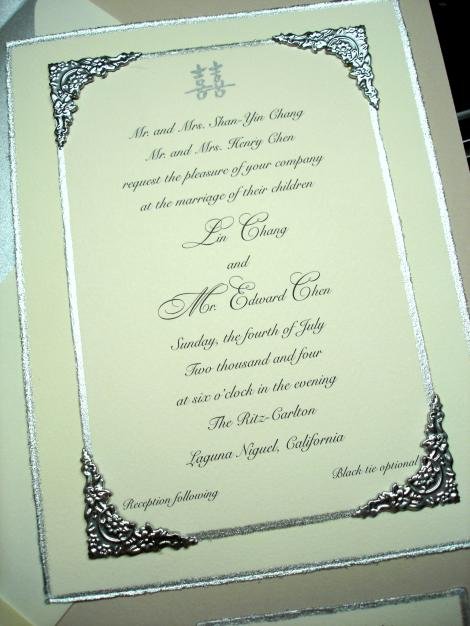 囍
Mr. and Mrs. Shan-Yin Chang
Mr. and Mrs. Henry Chen
request the pleasure of your company
at the marriage of their children
Lin Chang
and
Mr. Edward Chen
Sunday, the fourth of July
Two thousand and four
at six o'clock in the evening
The Ritz-Carlton
Laguna Niguel, California
Black tie optional
Reception following